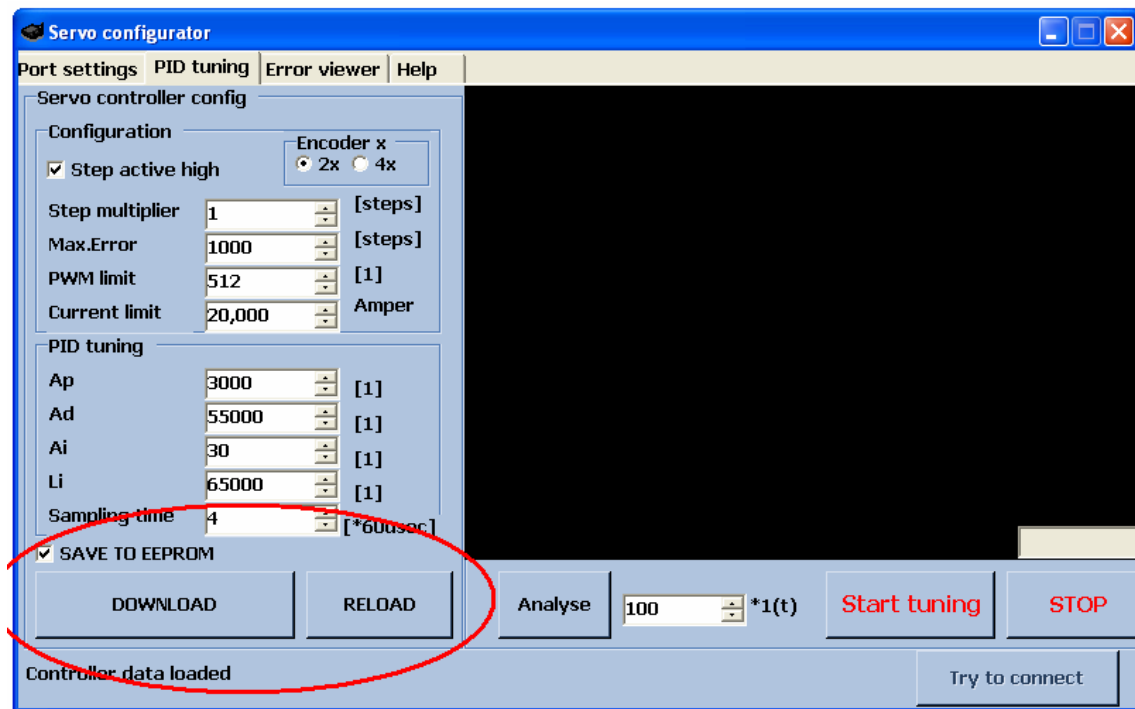 Servo configurator
Port settings PID tuning Error viewer Help
Servo controller config
Configuration
Encoder x
Step active high 2x 4x
Step multiplier 1 [steps]
Max.Error 1000 [steps]
PWM limit 512 [1]
Current limit 20,000 Amper
PID tuning
Ap 3000 [1]
Ad 55000 [1]
Ai 30 [1]
Li 65000 [1]
Sampling time 4 [*60usec]
SAVE TO EEPROM
DOWNLOAD RELOAD Analyse 100 *1(t) Start tuning STOP
Controller data loaded Try to connect